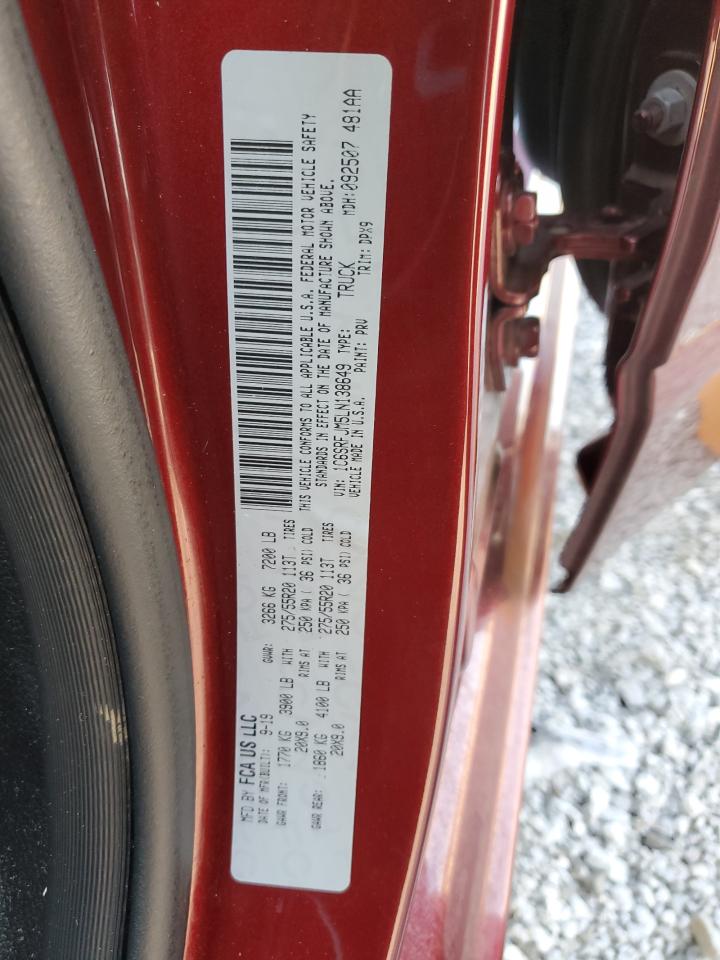 MFD BY FCA US LLC
DATE OF MFR(BUILT): 9-19 GVWR: 3266 KG 7200 LB
GAWR FRONT: 1770 KG 3900 LB WITH 275/55R20 113T TIRES
20X9.0 RIMS AT 250 KPA ( 36 PSI) COLD
GAWR REAR: 1860 KG 4100 LB WITH 275/55R20 113T TIRES
20X9.0 RIMS AT 250 KPA ( 36 PSI) COLD
THIS VEHICLE CONFORMS TO ALL APPLICABLE U.S.A. FEDERAL MOTOR VEHICLE SAFETY
STANDARDS IN EFFECT ON THE DATE OF MANUFACTURE SHOWN ABOVE.
VIN: 1C6SRFJM5LN138649 TYPE: TRUCK MDH:092507 481AA
VEHICLE MADE IN U.S.A. PAINT: PRV TRIM: DPX9